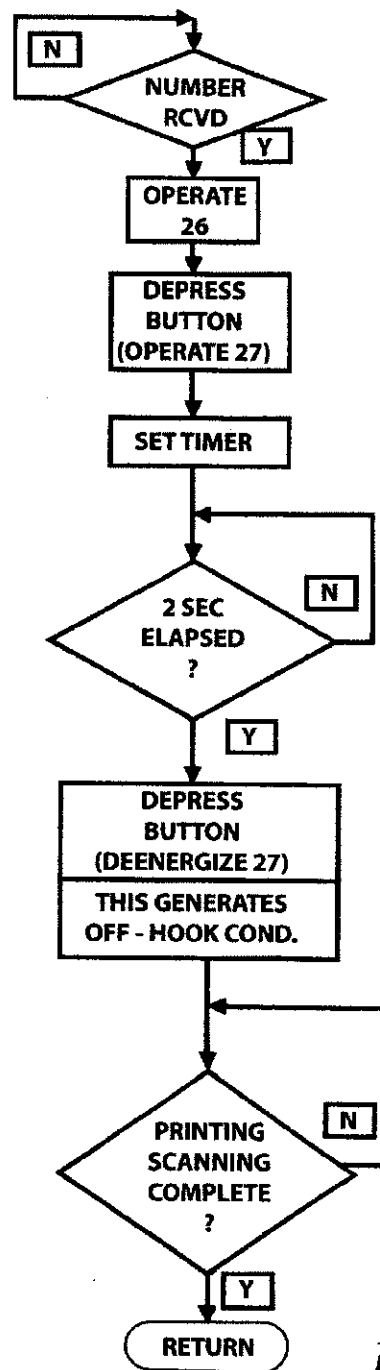 N
NUMBER
RCVD
Y
OPERATE
26
DEPRESS
BUTTON
(OPERATE 27)
SET TIMER
N
2 SEC
ELAPSED
?
Y
DEPRESS
BUTTON
(DEENERGIZE 27)
THIS GENERATES
OFF - HOOK COND.
N
PRINTING
SCANNING
COMPLETE
?
Y
RETURN